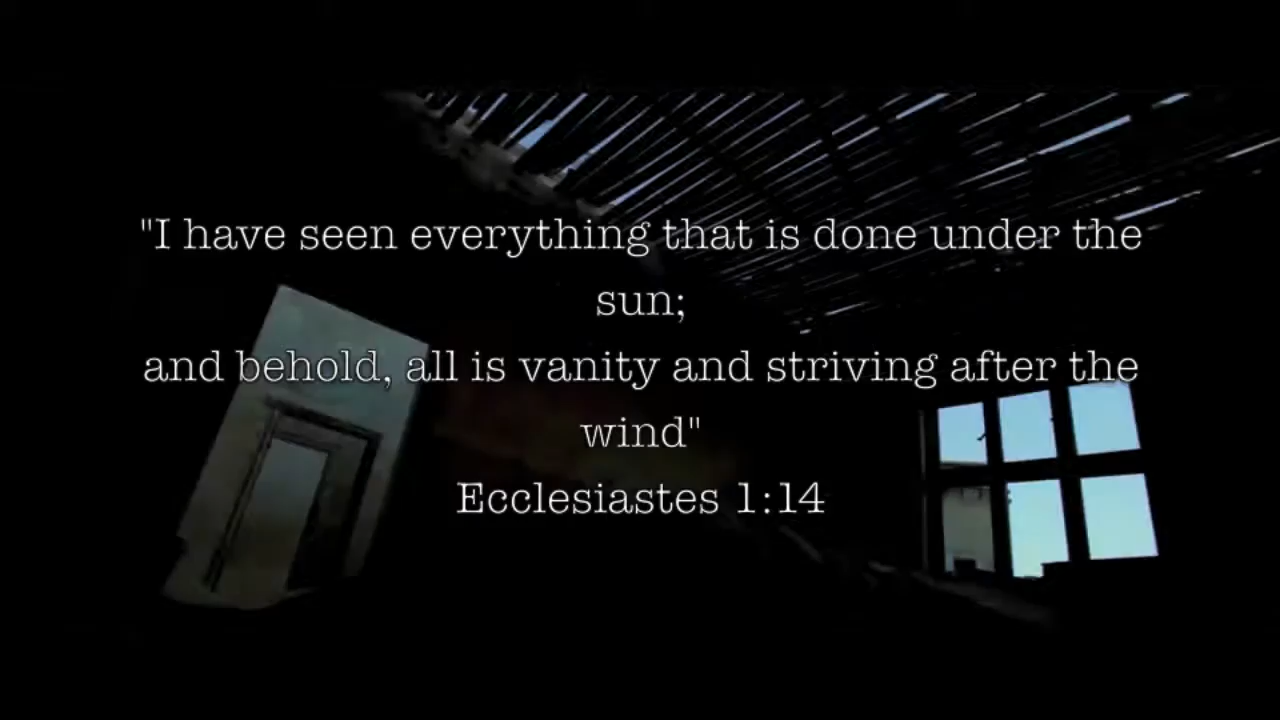 "I have seen everything that is done under the
sun;
and behold, all is vanity and striving after the
wind"
Ecclesiastes 1:14